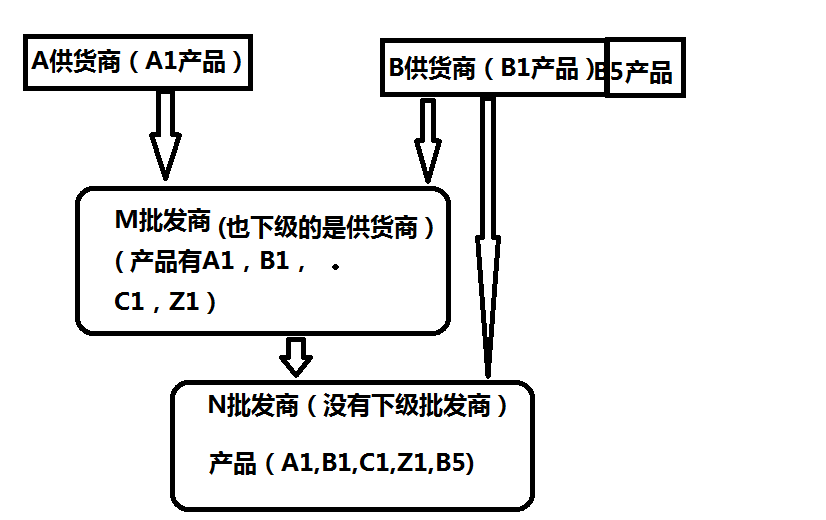 A供货商（A1产品）
B供货商（B1产品）
B5产品
M批发商(也下级的是供货商）
（产品有A1，B1，
C1，Z1）
N批发商（没有下级批发商）
产品（A1,B1,C1,Z1,B5)